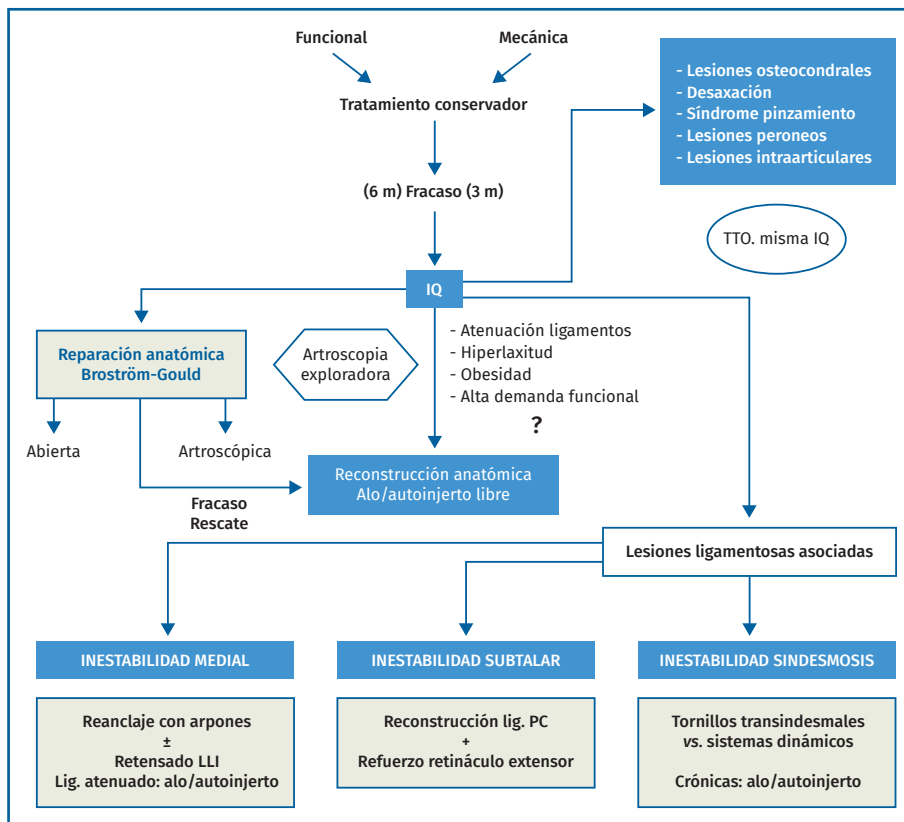 Funcional
Mecánica
Tratamiento conservador
(6 m) Fracaso (3 m)
IQ
- Lesiones osteocondrales
- Desaxación
- Síndrome pinzamiento
- Lesiones peroneos
- Lesiones intraarticulares
TTO. misma IQ
Reparación anatómica
Broström-Gould
Abierta
Artroscópica
Artroscopia
exploradora
- Atenuación ligamentos
- Hiperlaxitud
- Obesidad
- Alta demanda funcional
?
Reconstrucción anatómica
Alo/autoinjerto libre
Fracaso
Rescate
Lesiones ligamentosas asociadas
INESTABILIDAD MEDIAL
Reanclaje con arpones
±
Retensado LLI
Lig. atenuado: alo/autoinjerto
INESTABILIDAD SUBTALAR
Reconstrucción lig. PC
+
Refuerzo retináculo extensor
INESTABILIDAD SINDESMOSIS
Tornillos transindesmales
vs. sistemas dinámicos
Crónicas: alo/autoinjerto